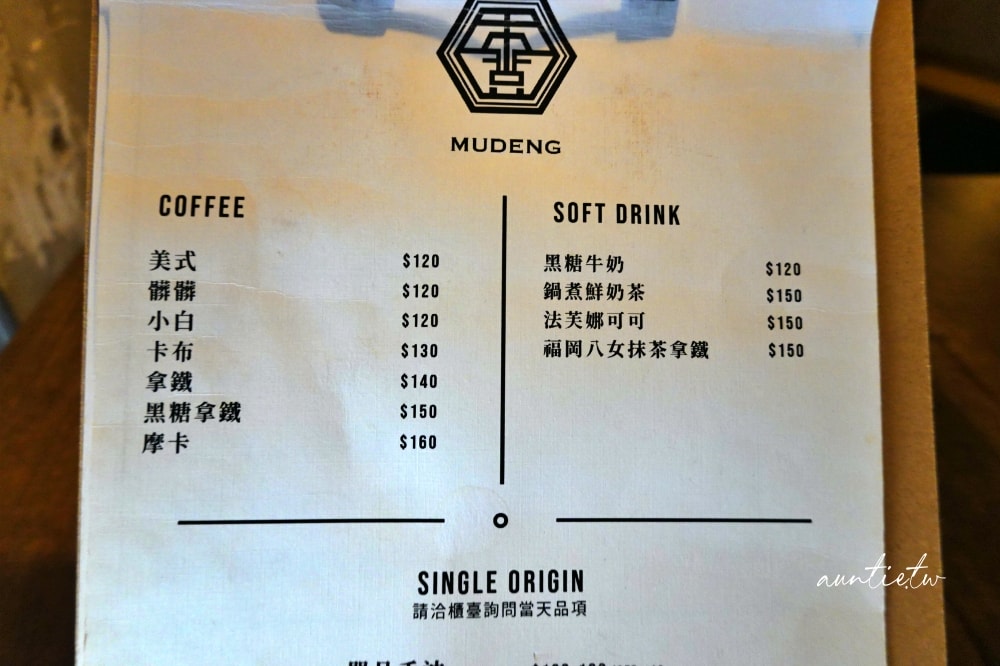 MUDENG
COFFEE
美式 $120
髒髒 $120
小白 $120
卡布 $130
拿鐵 $140
黑糖拿鐵 $150
摩卡 $160
SOFT DRINK
黑糖牛奶 $120
鍋煮鮮奶茶 $150
法芙娜可可 $150
福岡八女抹茶拿鐵 $150
SINGLE ORIGIN
請洽櫃臺詢問當天品項
auntie.tw